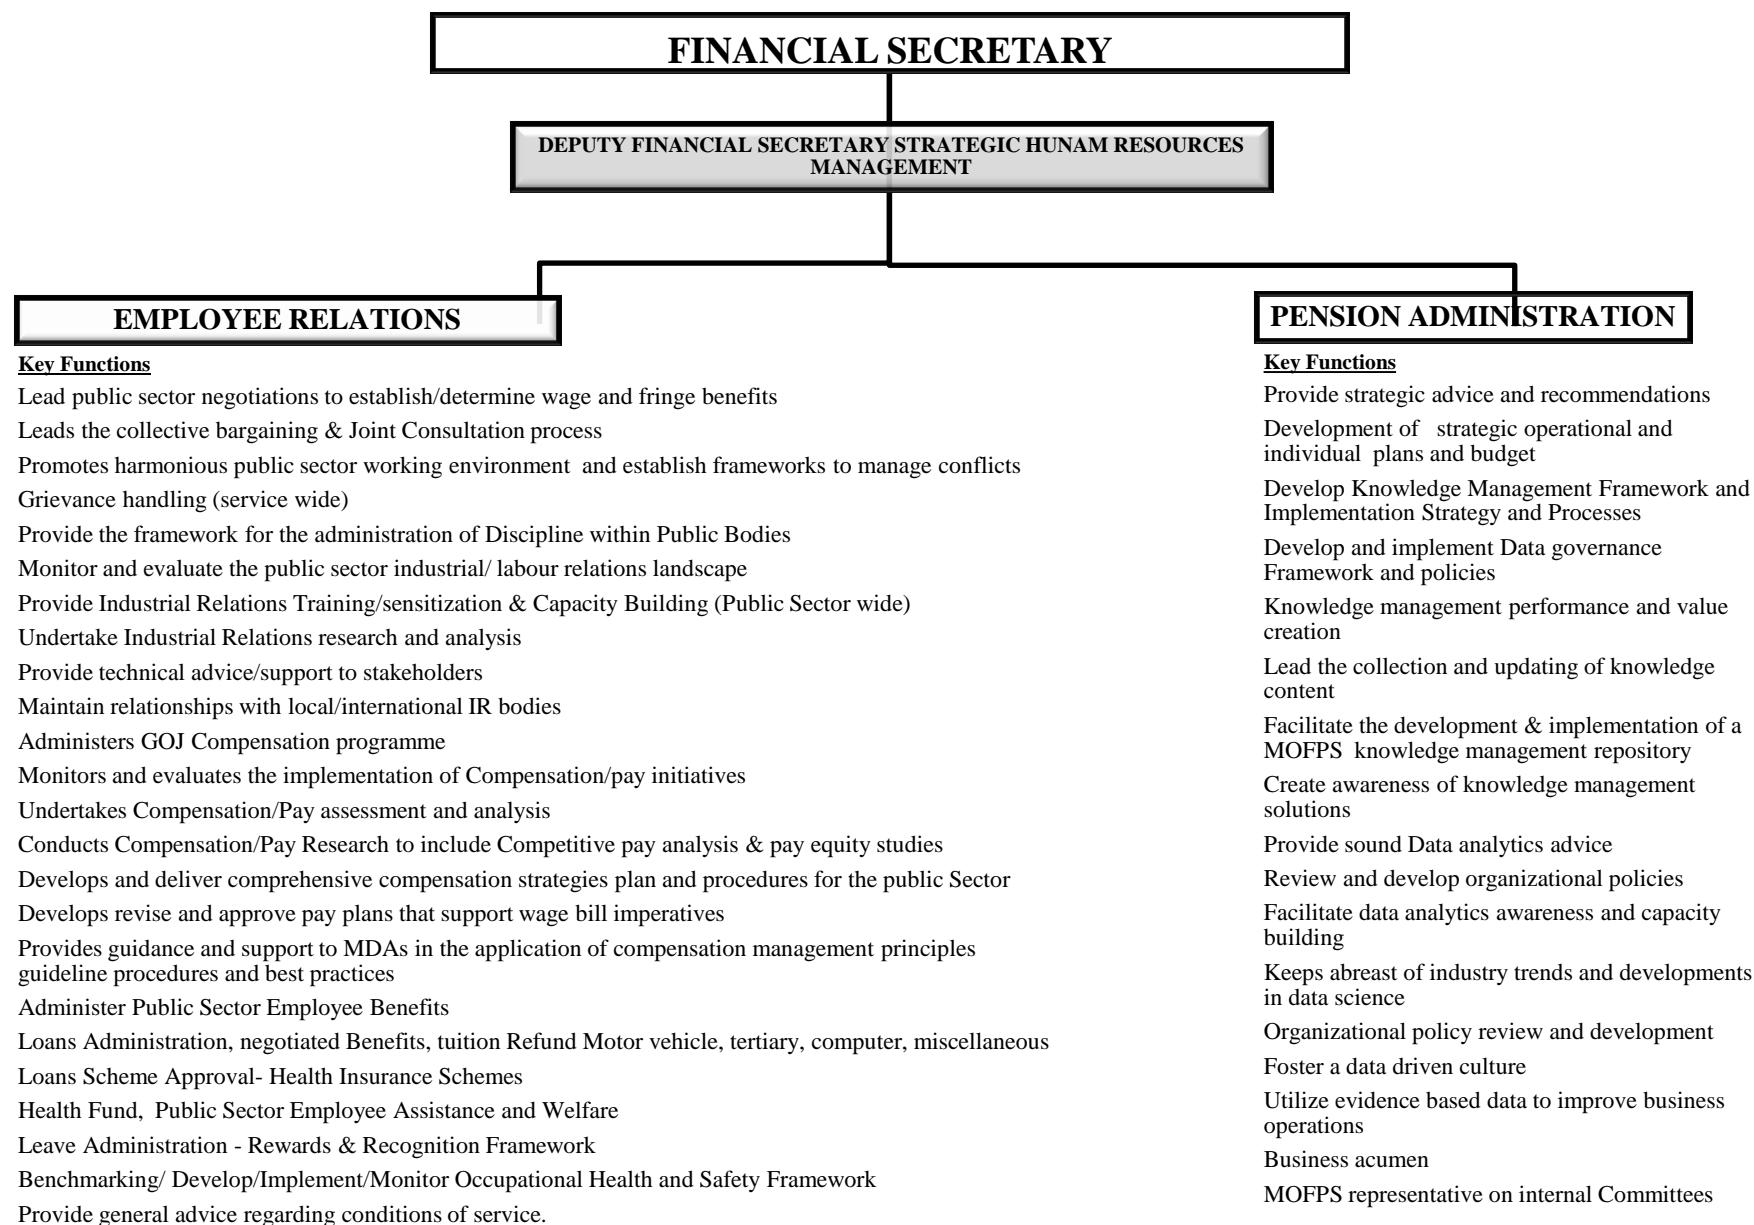 FINANCIAL SECRETARY
DEPUTY FINANCIAL SECRETARY STRATEGIC HUNAM RESOURCES
MANAGEMENT
EMPLOYEE RELATIONS
Key Functions
Lead public sector negotiations to establish/determine wage and fringe benefits
Leads the collective bargaining & Joint Consultation process
Promotes harmonious public sector working environment and establish frameworks to manage conflicts
Grievance handling (service wide)
Provide the framework for the administration of Discipline within Public Bodies
Monitor and evaluate the public sector industrial/ labour relations landscape
Provide Industrial Relations Training/sensitization & Capacity Building (Public Sector wide)
Undertake Industrial Relations research and analysis
Provide technical advice/support to stakeholders
Maintain relationships with local/international IR bodies
Administers GOJ Compensation programme
Monitors and evaluates the implementation of Compensation/pay initiatives
Undertakes Compensation/Pay assessment and analysis
Conducts Compensation/Pay Research to include Competitive pay analysis & pay equity studies
Develops and deliver comprehensive compensation strategies plan and procedures for the public Sector
Develops revise and approve pay plans that support wage bill imperatives
Provides guidance and support to MDAs in the application of compensation management principles
guideline procedures and best practices
Administer Public Sector Employee Benefits
Loans Administration, negotiated Benefits, tuition Refund Motor vehicle, tertiary, computer, miscellaneous
Loans Scheme Approval- Health Insurance Schemes
Health Fund, Public Sector Employee Assistance and Welfare
Leave Administration - Rewards & Recognition Framework
Benchmarking/ Develop/Implement/Monitor Occupational Health and Safety Framework
Provide general advice regarding conditions of service.
PENSION ADMINISTRATION
Key Functions
Provide strategic advice and recommendations
Development of strategic operational and
individual plans and budget
Develop Knowledge Management Framework and
Implementation Strategy and Processes
Develop and implement Data governance
Framework and policies
Knowledge management performance and value
creation
Lead the collection and updating of knowledge
content
Facilitate the development & implementation of a
MOFPS knowledge management repository
Create awareness of knowledge management
solutions
Provide sound Data analytics advice
Review and develop organizational policies
Facilitate data analytics awareness and capacity
building
Keeps abreast of industry trends and developments
in data science
Organizational policy review and development
Foster a data driven culture
Utilize evidence based data to improve business
operations
Business acumen
MOFPS representative on internal Committees